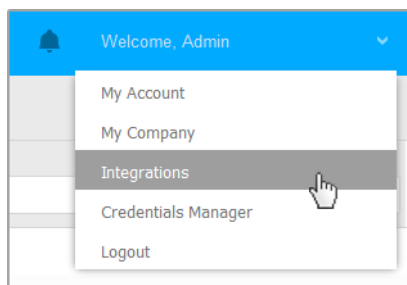 Welcome, Admin
My Account
My Company
Integrations
Credentials Manager
Logout